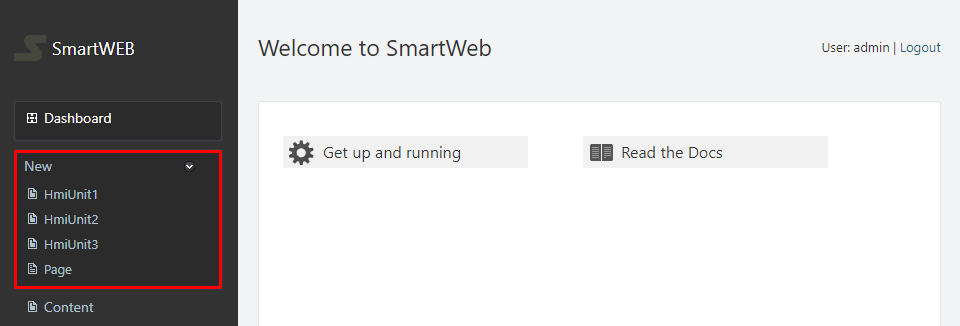 SmartWEB
Welcome to SmartWeb
User: admin | Logout
Dashboard
New
HmiUnit1
HmiUnit2
HmiUnit3
Page
Content
Get up and running
Read the Docs